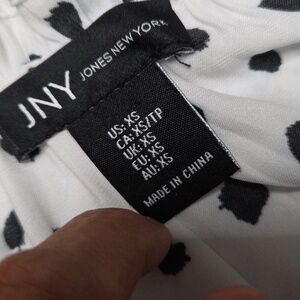 JNY JONES NEW YORK
US: XS
CA: XS/TP
UK: XS
EU: XS
AU: XS
MADE IN CHINA